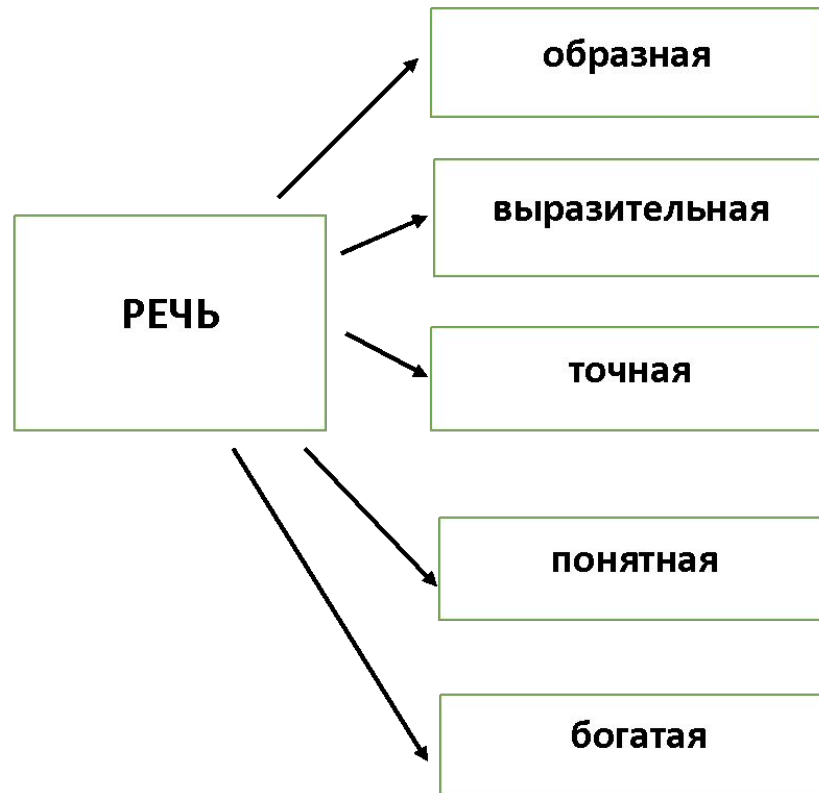 образная
выразительная
РЕЧЬ
точная
понятная
богатая